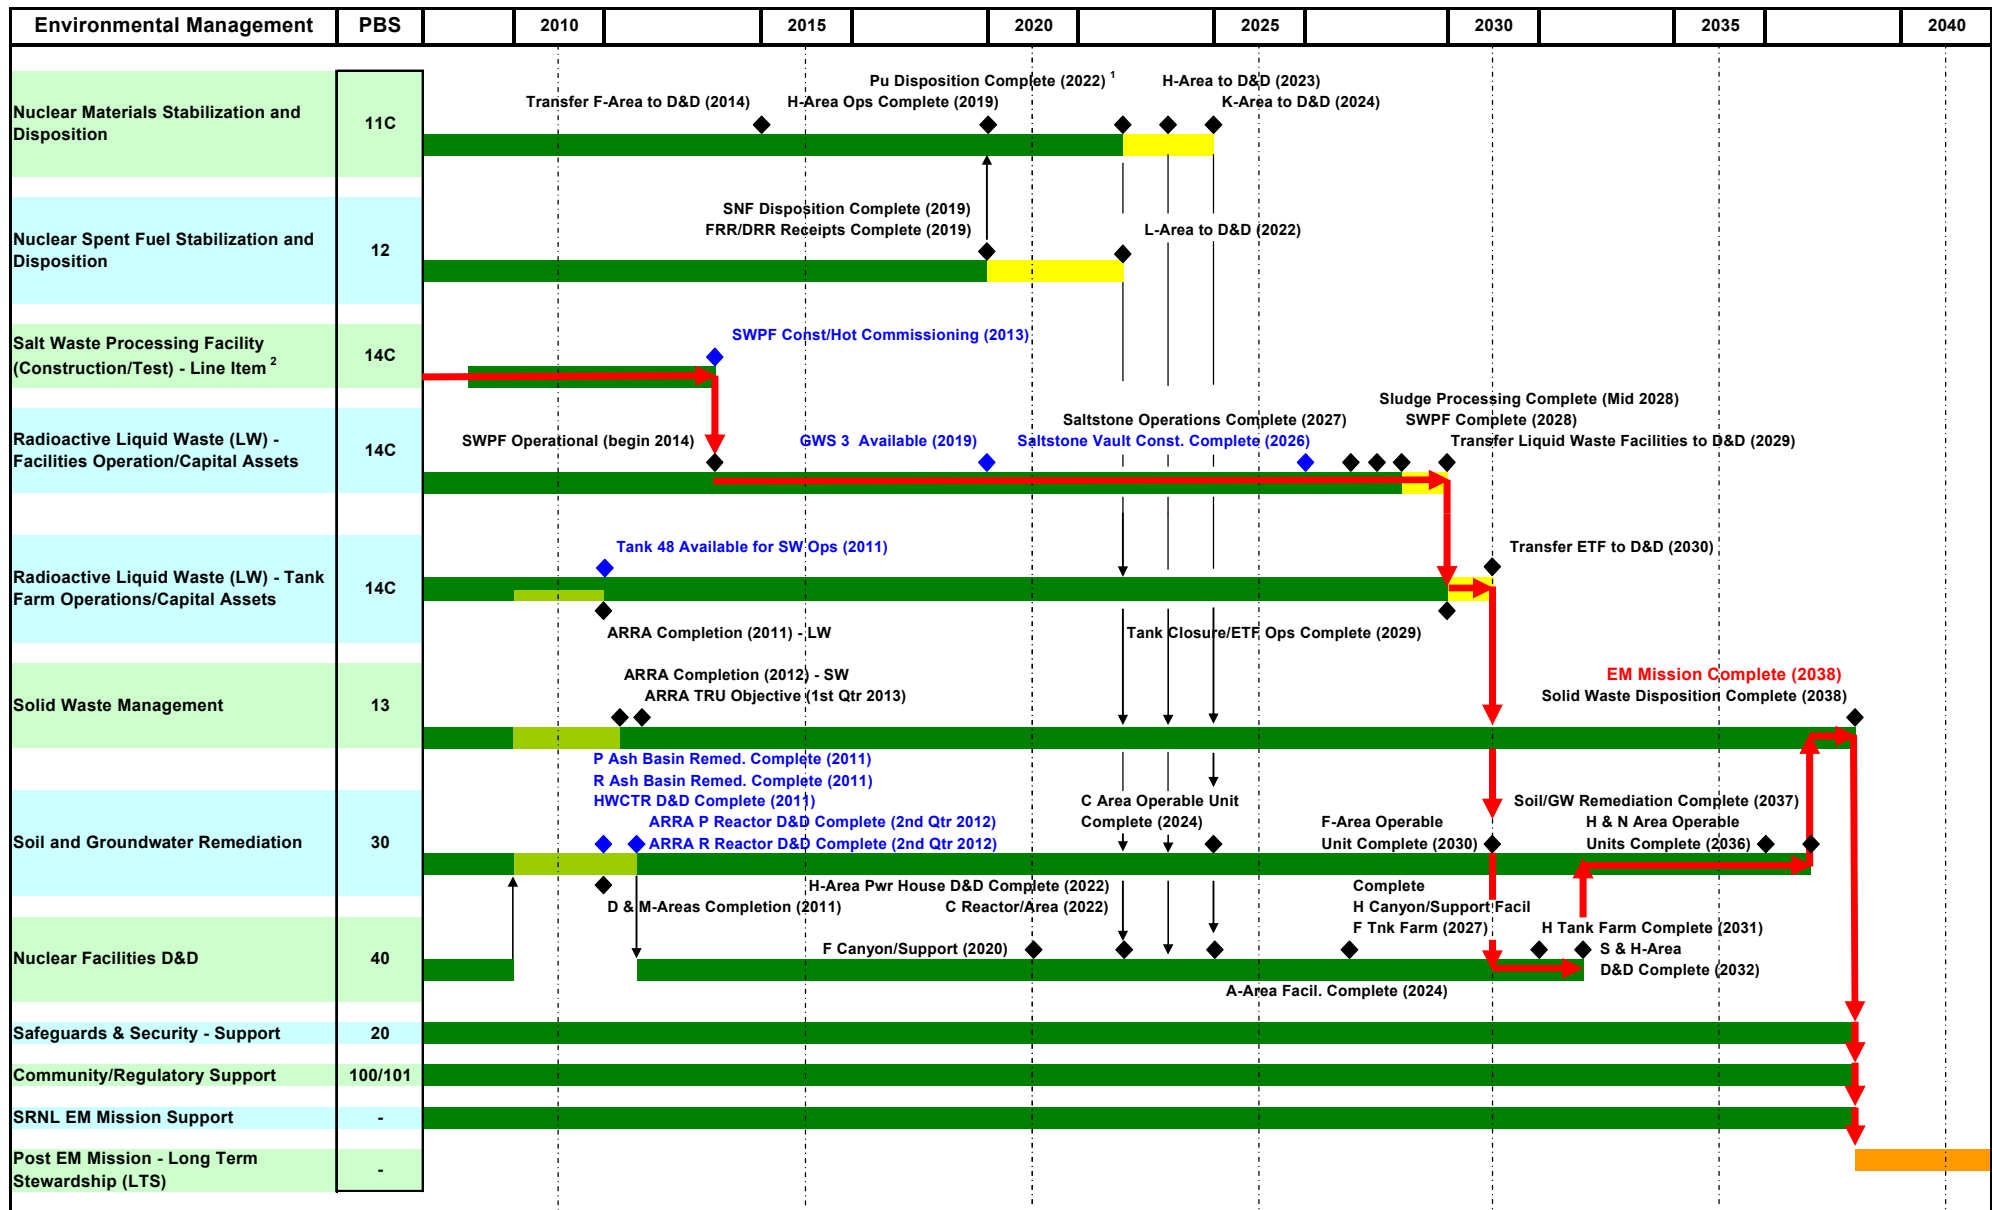 Environmental Management
PBS
2010
2015
2020
2025
2030
2035
2040
Nuclear Materials Stabilization and
Disposition
11C
Transfer F-Area to D&D (2014)
H-Area Ops Complete (2019)
Pu Disposition Complete (2022) 1
H-Area to D&D (2023)
K-Area to D&D (2024)
Nuclear Spent Fuel Stabilization and
Disposition
12
SNF Disposition Complete (2019)
FRR/DRR Receipts Complete (2019)
L-Area to D&D (2022)
Salt Waste Processing Facility
(Construction/Test) - Line Item 2
14C
SWPF Const/Hot Commissioning (2013)
Radioactive Liquid Waste (LW) -
Facilities Operation/Capital Assets
14C
SWPF Operational (begin 2014)
GWS 3 Available (2019)
Saltstone Operations Complete (2027)
Saltstone Vault Const. Complete (2026)
Sludge Processing Complete (Mid 2028)
SWPF Complete (2028)
Transfer Liquid Waste Facilities to D&D (2029)
Radioactive Liquid Waste (LW) - Tank
Farm Operations/Capital Assets
14C
Tank 48 Available for SW Ops (2011)
Transfer ETF to D&D (2030)
ARRA Completion (2011) - LW
Tank Closure/ETF Ops Complete (2029)
Solid Waste Management
13
ARRA Completion (2012) - SW
ARRA TRU Objective (1st Qtr 2013)
EM Mission Complete (2038)
Solid Waste Disposition Complete (2038)
Soil and Groundwater Remediation
30
P Ash Basin Remed. Complete (2011)
R Ash Basin Remed. Complete (2011)
HWCTR D&D Complete (2011)
ARRA P Reactor D&D Complete (2nd Qtr 2012)
ARRA R Reactor D&D Complete (2nd Qtr 2012)
C Area Operable Unit
Complete (2024)
F-Area Operable
Unit Complete (2030)
Soil/GW Remediation Complete (2037)
H & N Area Operable
Units Complete (2036)
D & M-Areas Completion (2011)
Nuclear Facilities D&D
40
H-Area Pwr House D&D Complete (2022)
C Reactor/Area (2022)
F Canyon/Support (2020)
Complete
H Canyon/Support Facil
F Tnk Farm (2027)
H Tank Farm Complete (2031)
S & H-Area
D&D Complete (2032)
A-Area Facil. Complete (2024)
Safeguards & Security - Support
20
Community/Regulatory Support
100/101
SRNL EM Mission Support
-
Post EM Mission - Long Term
Stewardship (LTS)
-